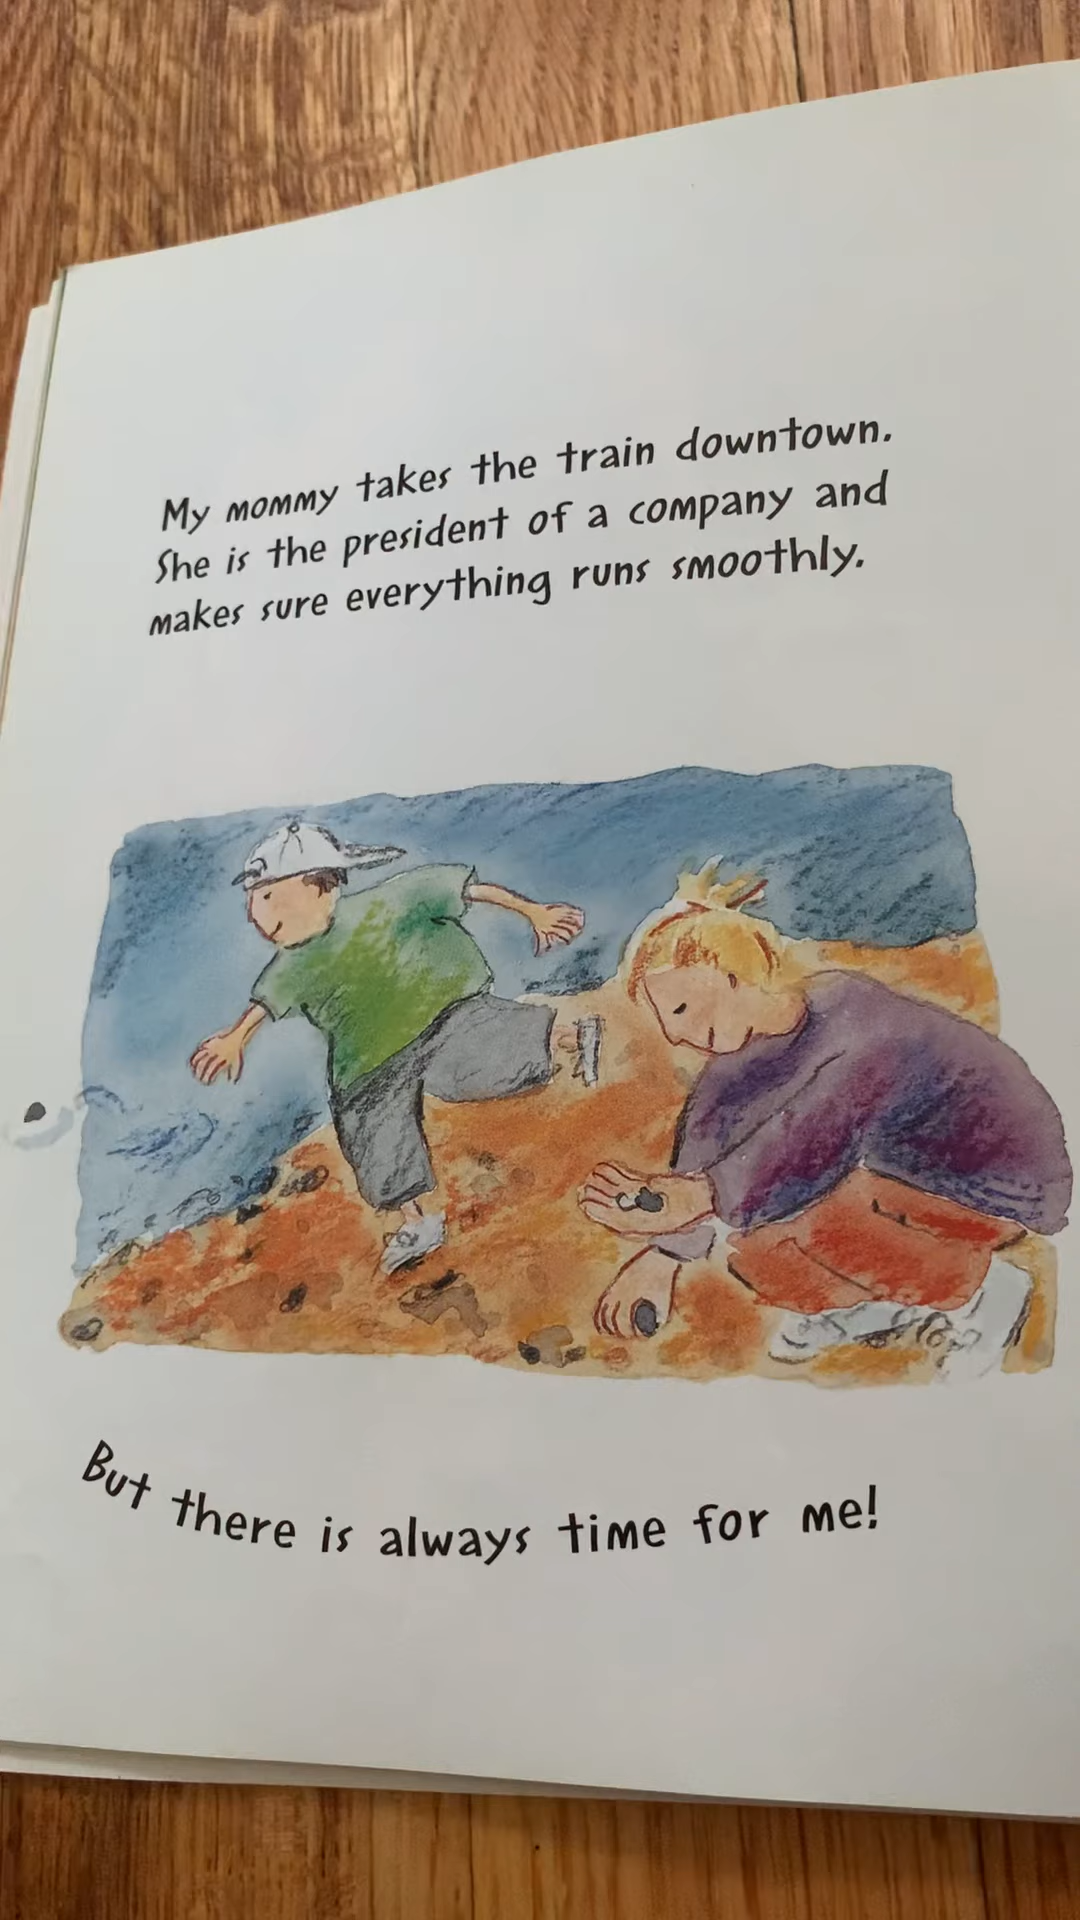 My mommy takes the train downtown.
She is the president of a company and
makes sure everything runs smoothly.
But there is always time for me!